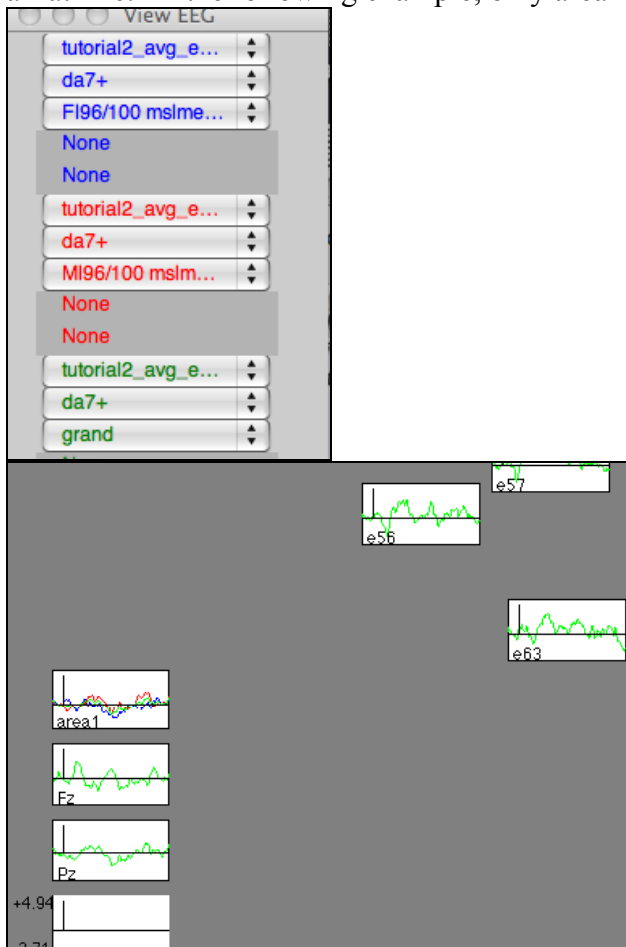 View EEG
tutorial2_avg_e...
da7+
FI96/100 mslme...
None
None
tutorial2_avg_e...
da7+
MI96/100 mslm...
None
None
tutorial2_avg_e...
da7+
grand
e57
e56
e63
area1
Fz
Pz
+4.94